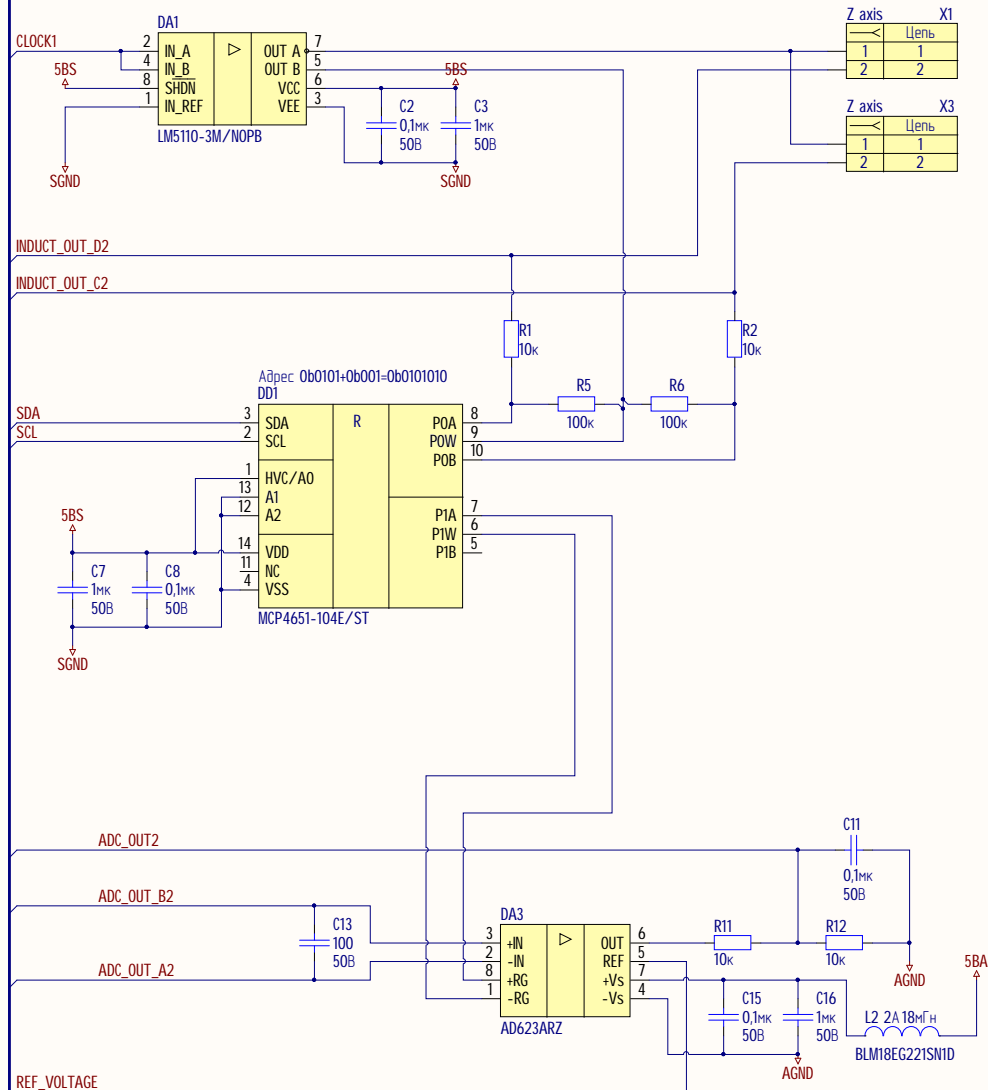 DA1
CLOCK1
2 IN_A OUT A 7
4 IN_B OUT B 5
5BS 8 SHDN VCC 6 5BS
1 IN_REF VEE 3
LM5110-3M/NOPB
C2
0,1мк
50В
C3
1мк
50В
SGND
SGND
Z axis X1
Цепь
1 1
2 2
Z axis X3
Цепь
1 1
2 2
INDUCT_OUT_D2
INDUCT_OUT_C2
R1
10к
R2
10к
Адрес 0b0101+0b001=0b0101010
DD1
R5
100к
R6
100к
SDA
SCL
3 SDA R P0A 8
2 SCL P0W 9
P0B 10
1 HVC/A0
13 A1
12 A2
P1A 7
P1W 6
P1B 5
14 VDD
11 NC
4 VSS
MCP4651-104E/ST
5BS
C7
1мк
50В
C8
0,1мк
50В
SGND
ADC_OUT2
C11
0,1мк
50В
ADC_OUT_B2
C13
100
50В
ADC_OUT_A2
DA3
3 +IN OUT 6
2 -IN REF 5
8 +RG +Vs 7
1 -RG -Vs 4
AD623ARZ
R11
10к
R12
10к
AGND
5BA
C15
0,1мк
50В
C16
1мк
50В
L2 2А 18мГн
BLM18EG221SN1D
AGND
REF_VOLTAGE